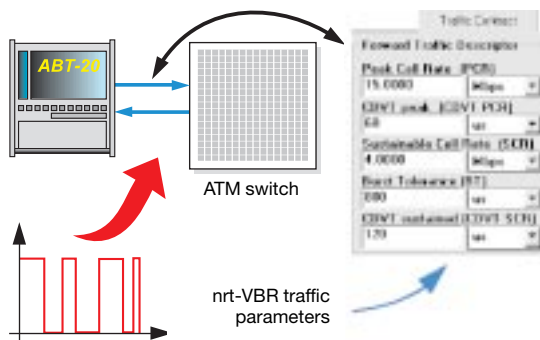 Traffic Contract
Forward Traffic Descriptor
Peak Cell Rate (PCR)
15.0000 Mbps
CDVT peak (CDVT PCR)
60 us
Sustainable Cell Rate (SCR)
4.0000 Mbps
Burst Tolerance (BT)
800 us
CDVT sustained (CDVT SCR)
120 us
ABT-20
ATM switch
nrt-VBR traffic
parameters